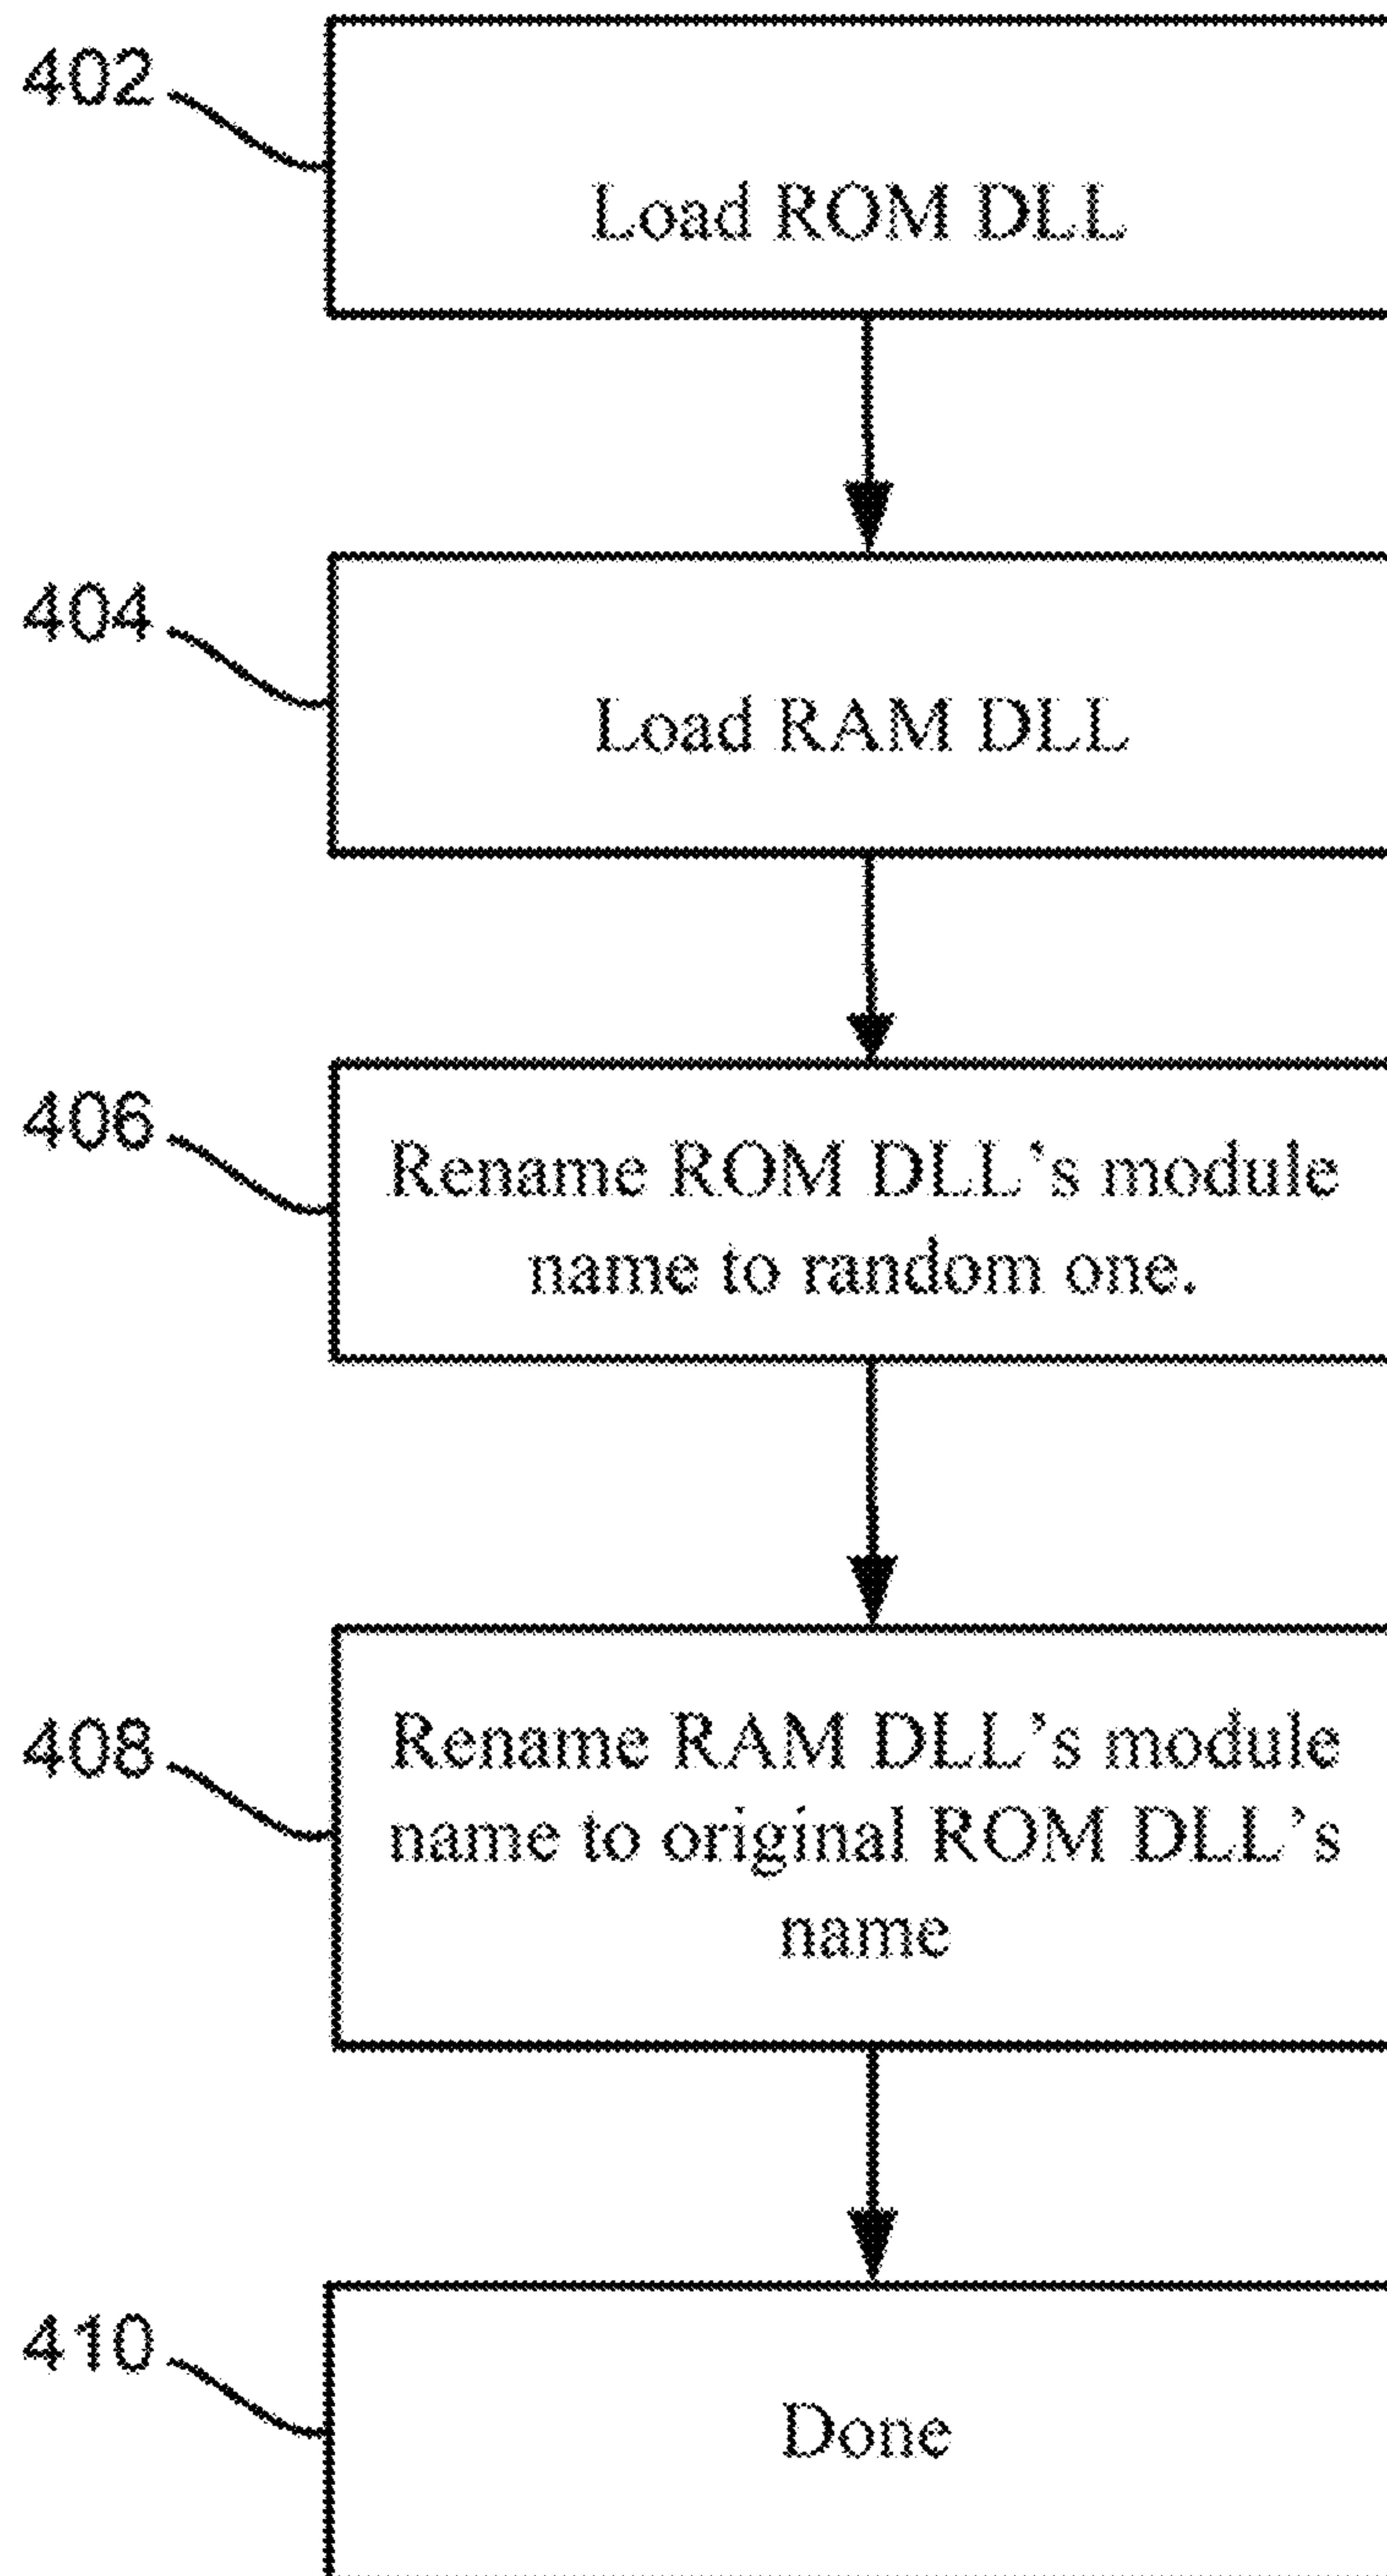 402
Load ROM DLL
404
Load RAM DLL
406
Rename ROM DLL's module
name to random one.
408
Rename RAM DLL's module
name to original ROM DLL's
name
410
Done